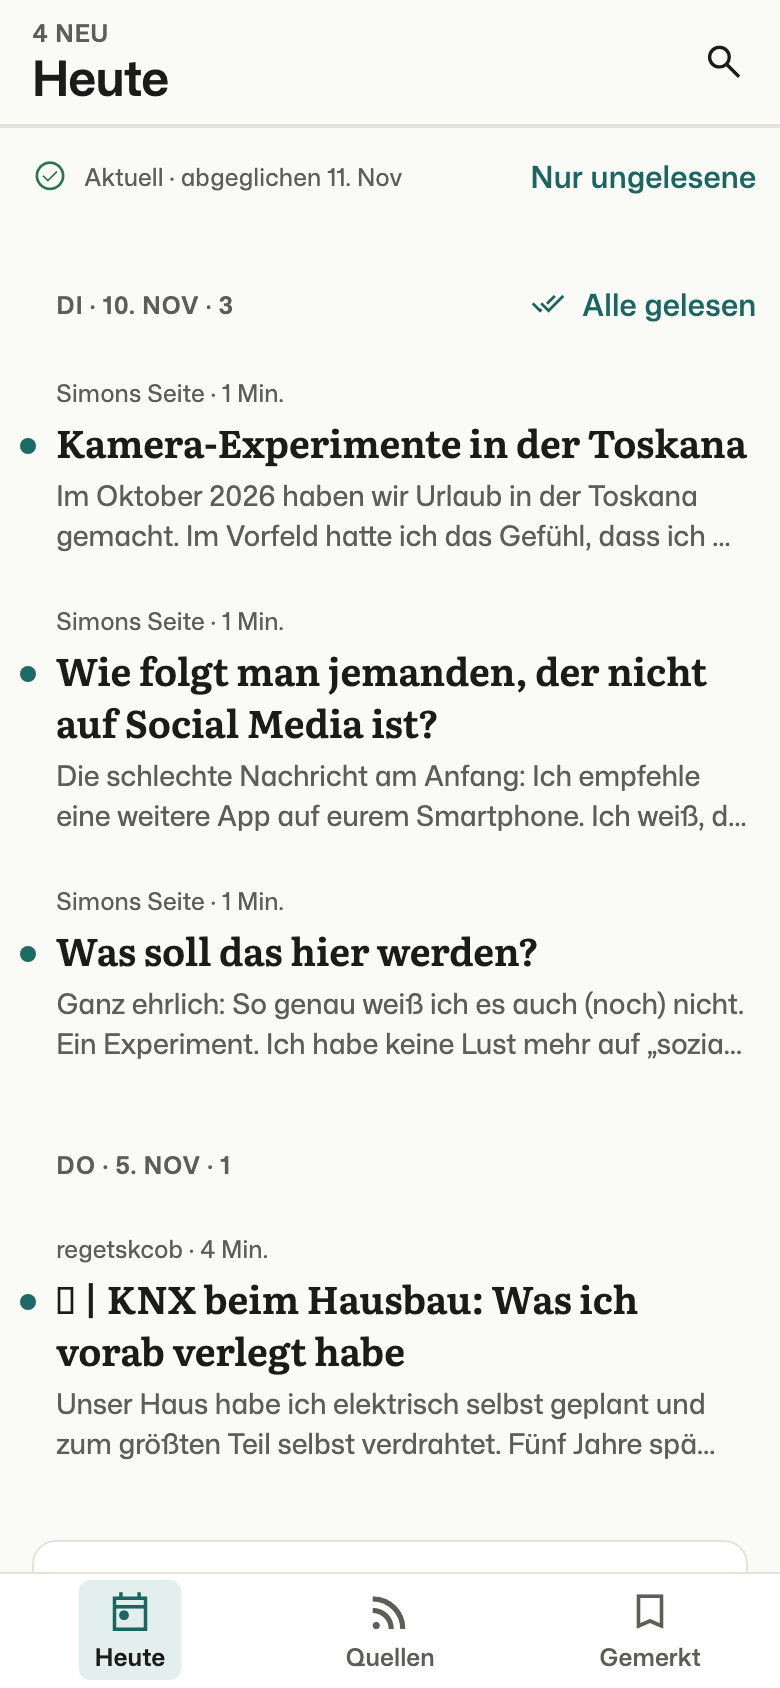 4 NEU
Heute
Aktuell · abgeglichen 11. Nov
Nur ungelesene
DI · 10. NOV · 3
Alle gelesen
Simons Seite · 1 Min.
Kamera-Experimente in der Toskana
Im Oktober 2026 haben wir Urlaub in der Toskana
gemacht. Im Vorfeld hatte ich das Gefühl, dass ich ...
Simons Seite · 1 Min.
Wie folgt man jemanden, der nicht
auf Social Media ist?
Die schlechte Nachricht am Anfang: Ich empfehle
eine weitere App auf eurem Smartphone. Ich weiß, d...
Simons Seite · 1 Min.
Was soll das hier werden?
Ganz ehrlich: So genau weiß ich es auch (noch) nicht.
Ein Experiment. Ich habe keine Lust mehr auf „sozia...
DO · 5. NOV · 1
regetskcob · 4 Min.
▯ | KNX beim Hausbau: Was ich
vorab verlegt habe
Unser Haus habe ich elektrisch selbst geplant und
zum größten Teil selbst verdrahtet. Fünf Jahre spä...
Heute
Quellen
Gemerkt